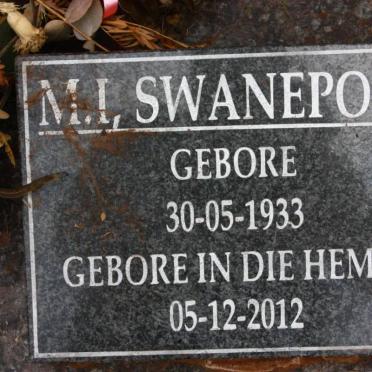 M.I, SWANEPO
GEBORE
30-05-1933
GEBORE IN DIE HEM
05-12-2012